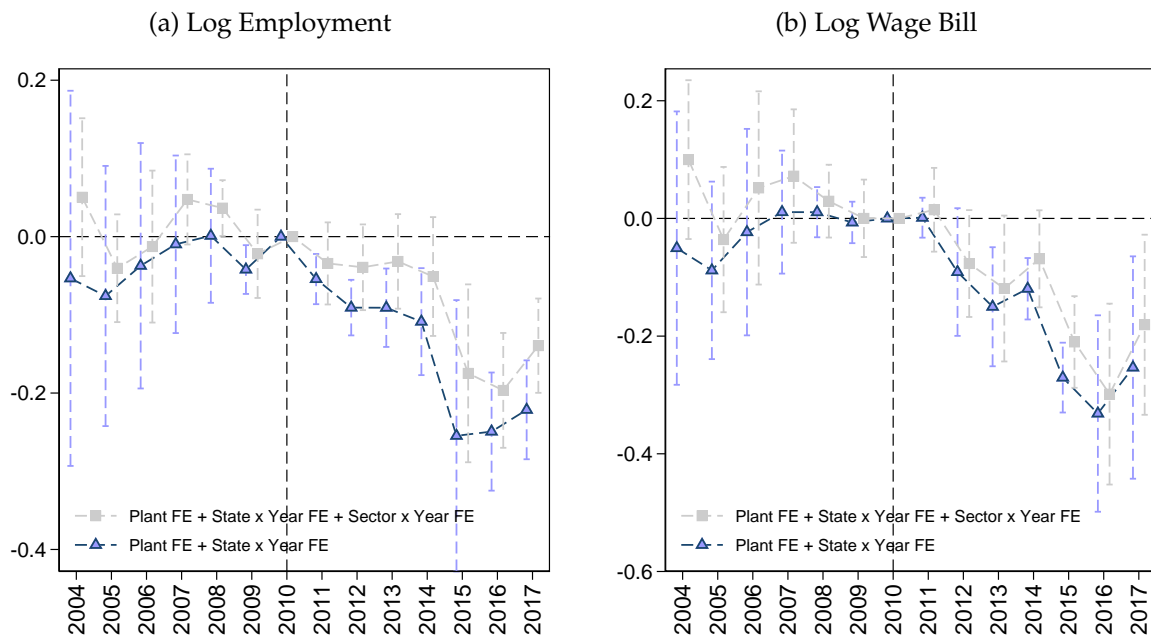 (a) Log Employment
0.2
0.0
-0.2
-0.4
Plant FE + State x Year FE + Sector x Year FE
Plant FE + State x Year FE
2004 2005 2006 2007 2008 2009 2010 2011 2012 2013 2014 2015 2016 2017
(b) Log Wage Bill
0.2
0.0
-0.2
-0.4
-0.6
Plant FE + State x Year FE + Sector x Year FE
Plant FE + State x Year FE
2004 2005 2006 2007 2008 2009 2010 2011 2012 2013 2014 2015 2016 2017